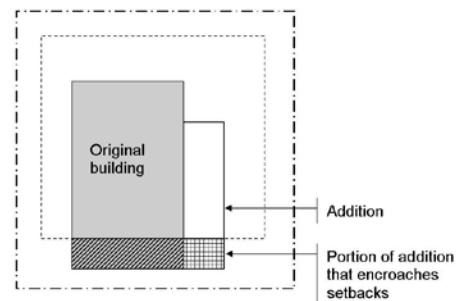 Original
building
Addition
Portion of addition
that encroaches
setbacks